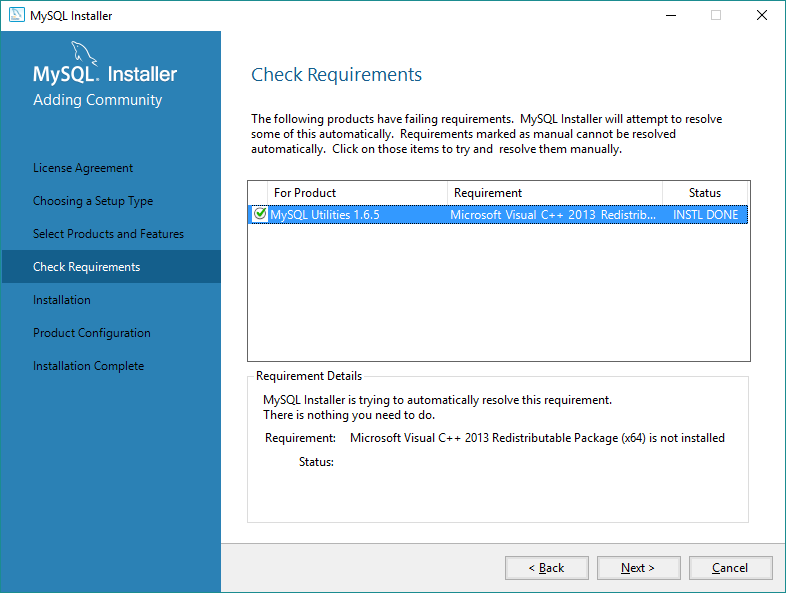 MySQL Installer
MySQL® Installer
Adding Community
License Agreement
Choosing a Setup Type
Select Products and Features
Check Requirements
Installation
Product Configuration
Installation Complete
Check Requirements
The following products have failing requirements.  MySQL Installer will attempt to resolve
some of this automatically.  Requirements marked as manual cannot be resolved
automatically.  Click on those items to try and  resolve them manually.
For Product Requirement Status
MySQL Utilities 1.6.5 Microsoft Visual C++ 2013 Redistrib... INSTL DONE
Requirement Details
MySQL Installer is trying to automatically resolve this requirement.
There is nothing you need to do.
Requirement: Microsoft Visual C++ 2013 Redistributable Package (x64) is not installed
Status:
< Back Next > Cancel